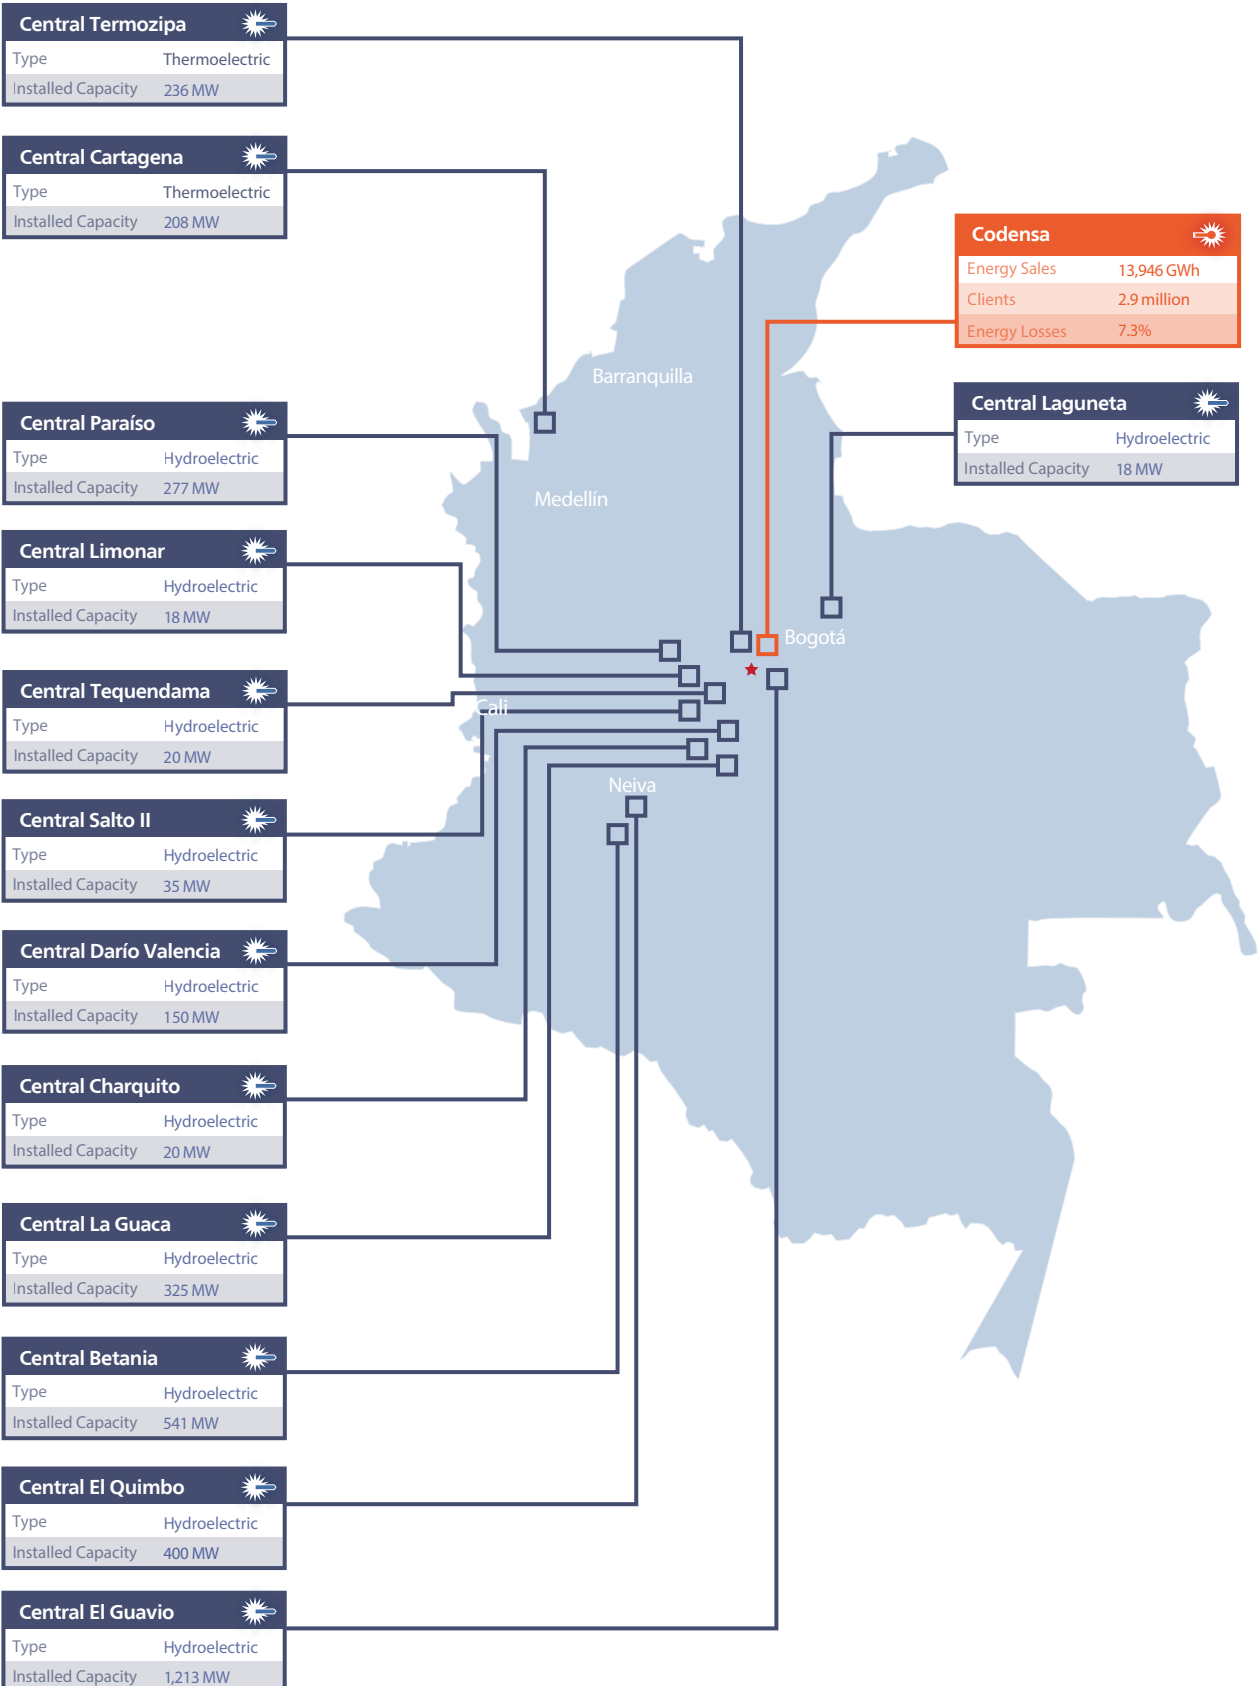 Central Termozipa
Type Thermoelectric
Installed Capacity 236 MW
Central Cartagena
Type Thermoelectric
Installed Capacity 208 MW
Codensa
Energy Sales 13,946 GWh
Clients 2.9 million
Energy Losses 7.3%
Barranquilla
Central Laguneta
Type Hydroelectric
Installed Capacity 18 MW
Central Paraíso
Type Hydroelectric
Installed Capacity 277 MW
Medellín
Central Limonar
Type Hydroelectric
Installed Capacity 18 MW
Bogotá
Central Tequendama
Type Hydroelectric
Installed Capacity 20 MW
Cali
Neiva
Central Salto II
Type Hydroelectric
Installed Capacity 35 MW
Central Darío Valencia
Type Hydroelectric
Installed Capacity 150 MW
Central Charquito
Type Hydroelectric
Installed Capacity 20 MW
Central La Guaca
Type Hydroelectric
Installed Capacity 325 MW
Central Betania
Type Hydroelectric
Installed Capacity 541 MW
Central El Quimbo
Type Hydroelectric
Installed Capacity 400 MW
Central El Guavio
Type Hydroelectric
Installed Capacity 1,213 MW